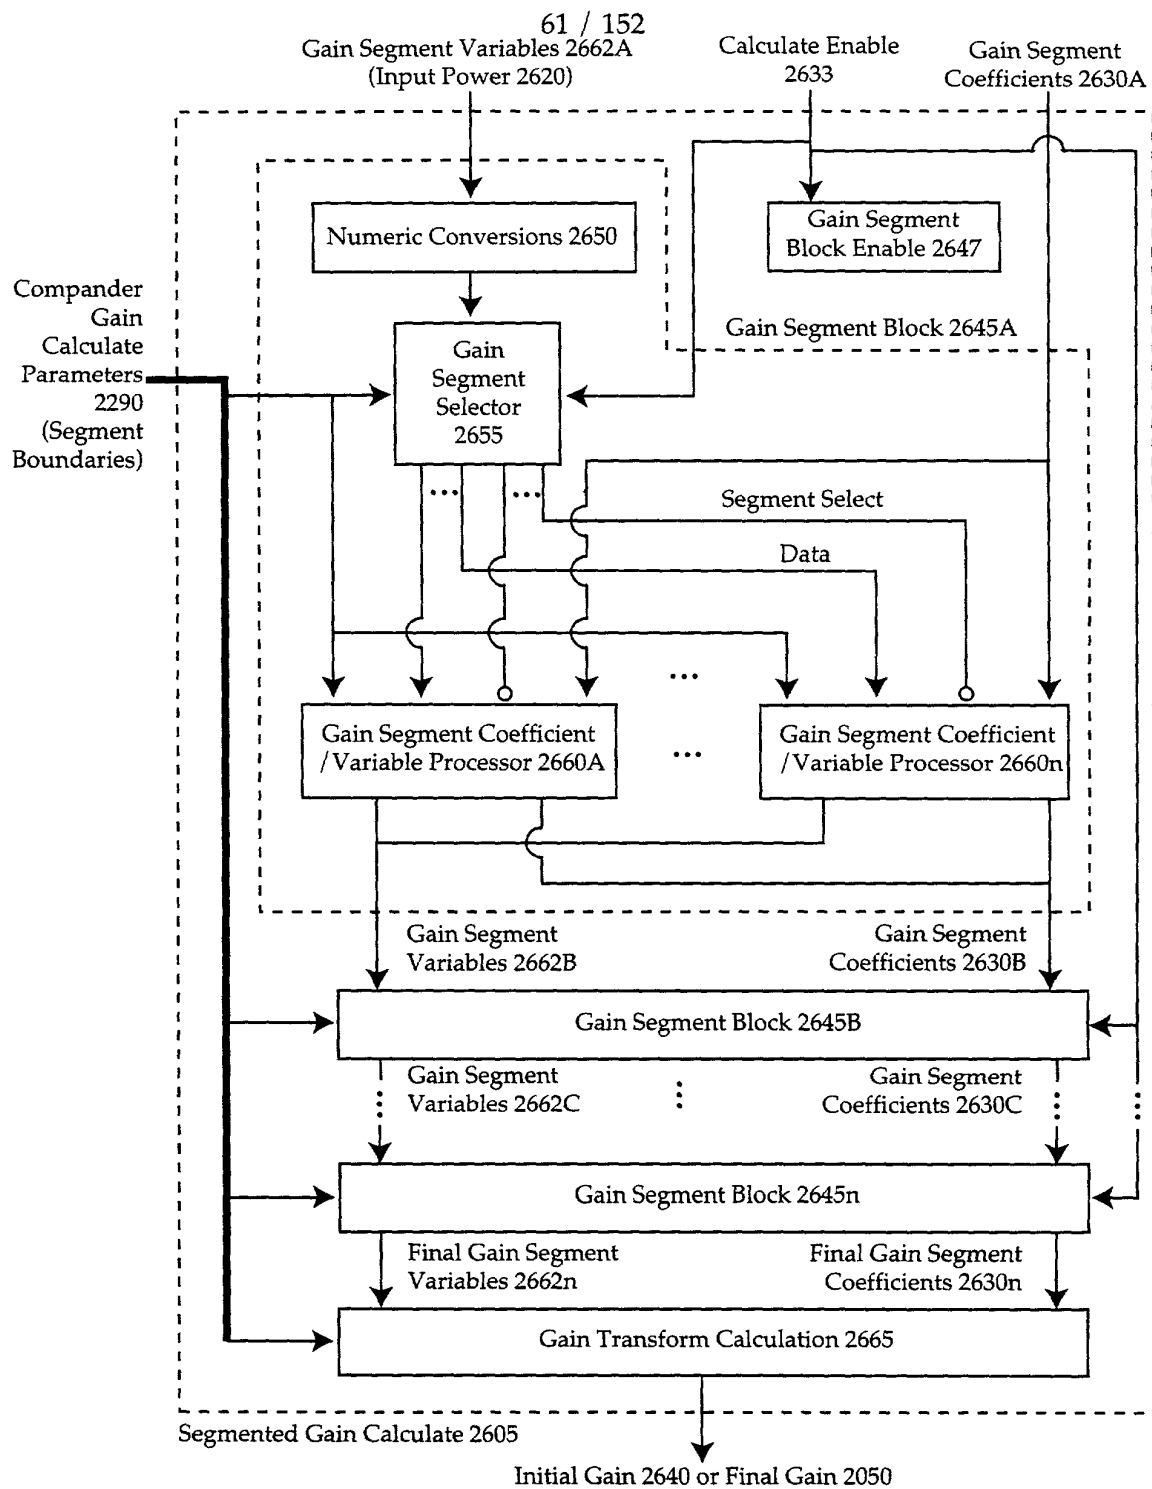 61 / 152
Gain Segment Variables 2662A
(Input Power 2620)
Calculate Enable
2633
Gain Segment
Coefficients 2630A
Numeric Conversions 2650
Gain Segment
Block Enable 2647
Compander
Gain
Calculate
Parameters
2290
(Segment
Boundaries)
Gain Segment Block 2645A
Gain
Segment
Selector
2655
...
...
Segment Select
Data
...
Gain Segment Coefficient
/Variable Processor 2660A
...
Gain Segment Coefficient
/Variable Processor 2660n
Gain Segment
Variables 2662B
Gain Segment
Coefficients 2630B
Gain Segment Block 2645B
Gain Segment
Variables 2662C
Gain Segment
Coefficients 2630C
Gain Segment Block 2645n
Final Gain Segment
Variables 2662n
Final Gain Segment
Coefficients 2630n
Gain Transform Calculation 2665
Segmented Gain Calculate 2605
Initial Gain 2640 or Final Gain 2050